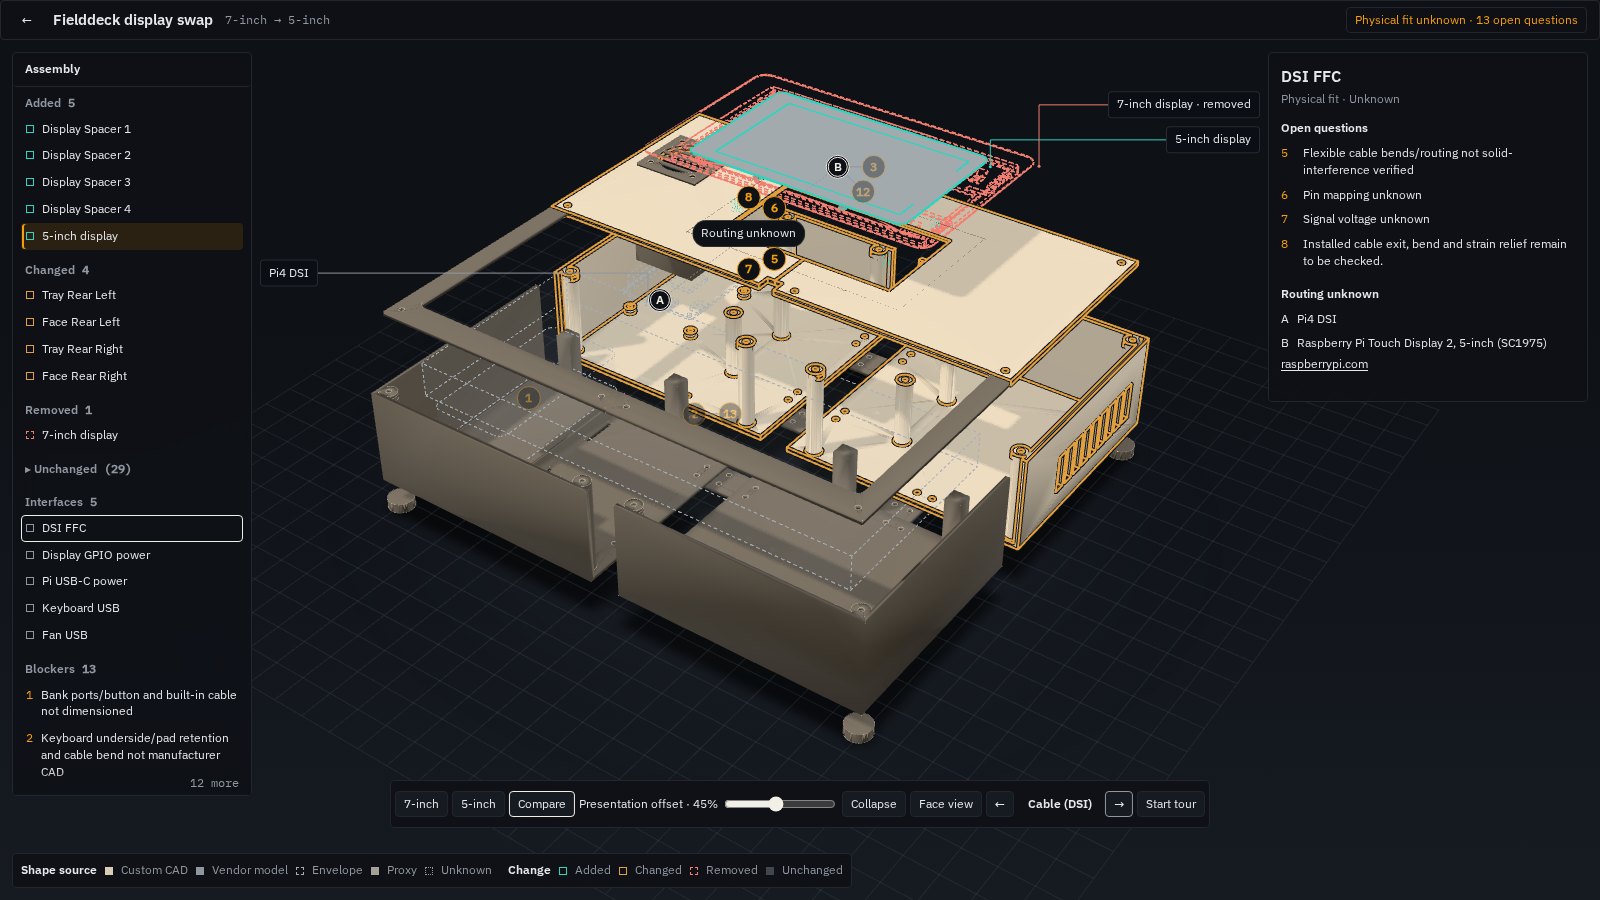 ← Fielddeck display swap 7-inch → 5-inch
Physical fit unknown · 13 open questions
Assembly
Added 5
Display Spacer 1
Display Spacer 2
Display Spacer 3
Display Spacer 4
5-inch display
Changed 4
Tray Rear Left
Face Rear Left
Tray Rear Right
Face Rear Right
Removed 1
7-inch display
▸ Unchanged (29)
Interfaces 5
DSI FFC
Display GPIO power
Pi USB-C power
Keyboard USB
Fan USB
Blockers 13
1 Bank ports/button and built-in cable
not dimensioned
2 Keyboard underside/pad retention
and cable bend not manufacturer
CAD
12 more
7-inch display · removed
5-inch display
B 3
12
8
6
Routing unknown
5
7
Pi4 DSI
A
1
2 13
DSI FFC
Physical fit · Unknown
Open questions
5 Flexible cable bends/routing not solid-
interference verified
6 Pin mapping unknown
7 Signal voltage unknown
8 Installed cable exit, bend and strain relief remain
to be checked.
Routing unknown
A Pi4 DSI
B Raspberry Pi Touch Display 2, 5-inch (SC1975)
raspberrypi.com
7-inch 5-inch Compare Presentation offset · 45% Collapse Face view ← Cable (DSI) → Start tour
Shape source Custom CAD Vendor model Envelope Proxy Unknown Change Added Changed Removed Unchanged